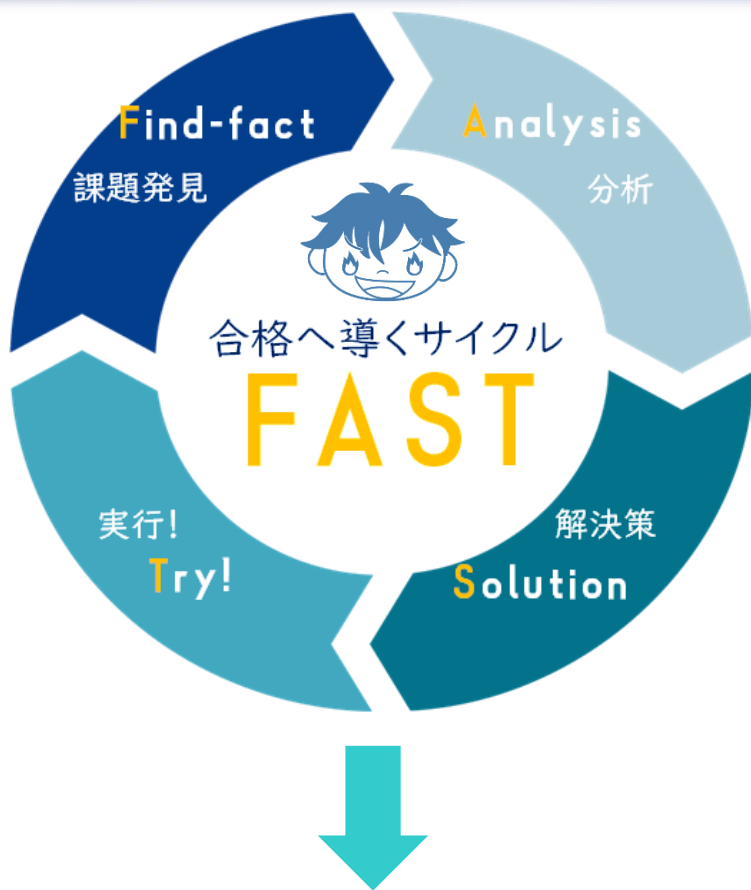 Find-fact
課題発見
Analysis
分析
合格へ導くサイクル
FAST
解決策
Solution
実行!
Try!